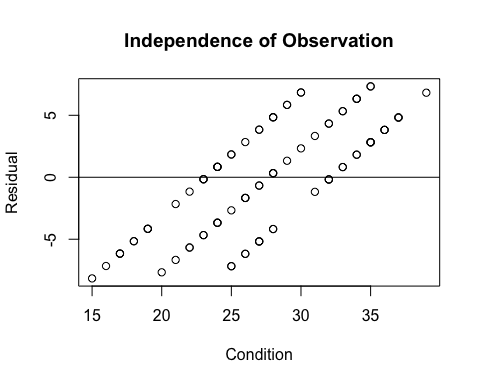 Independence of Observation
Residual
5
0
-5
15 20 25 30 35
Condition